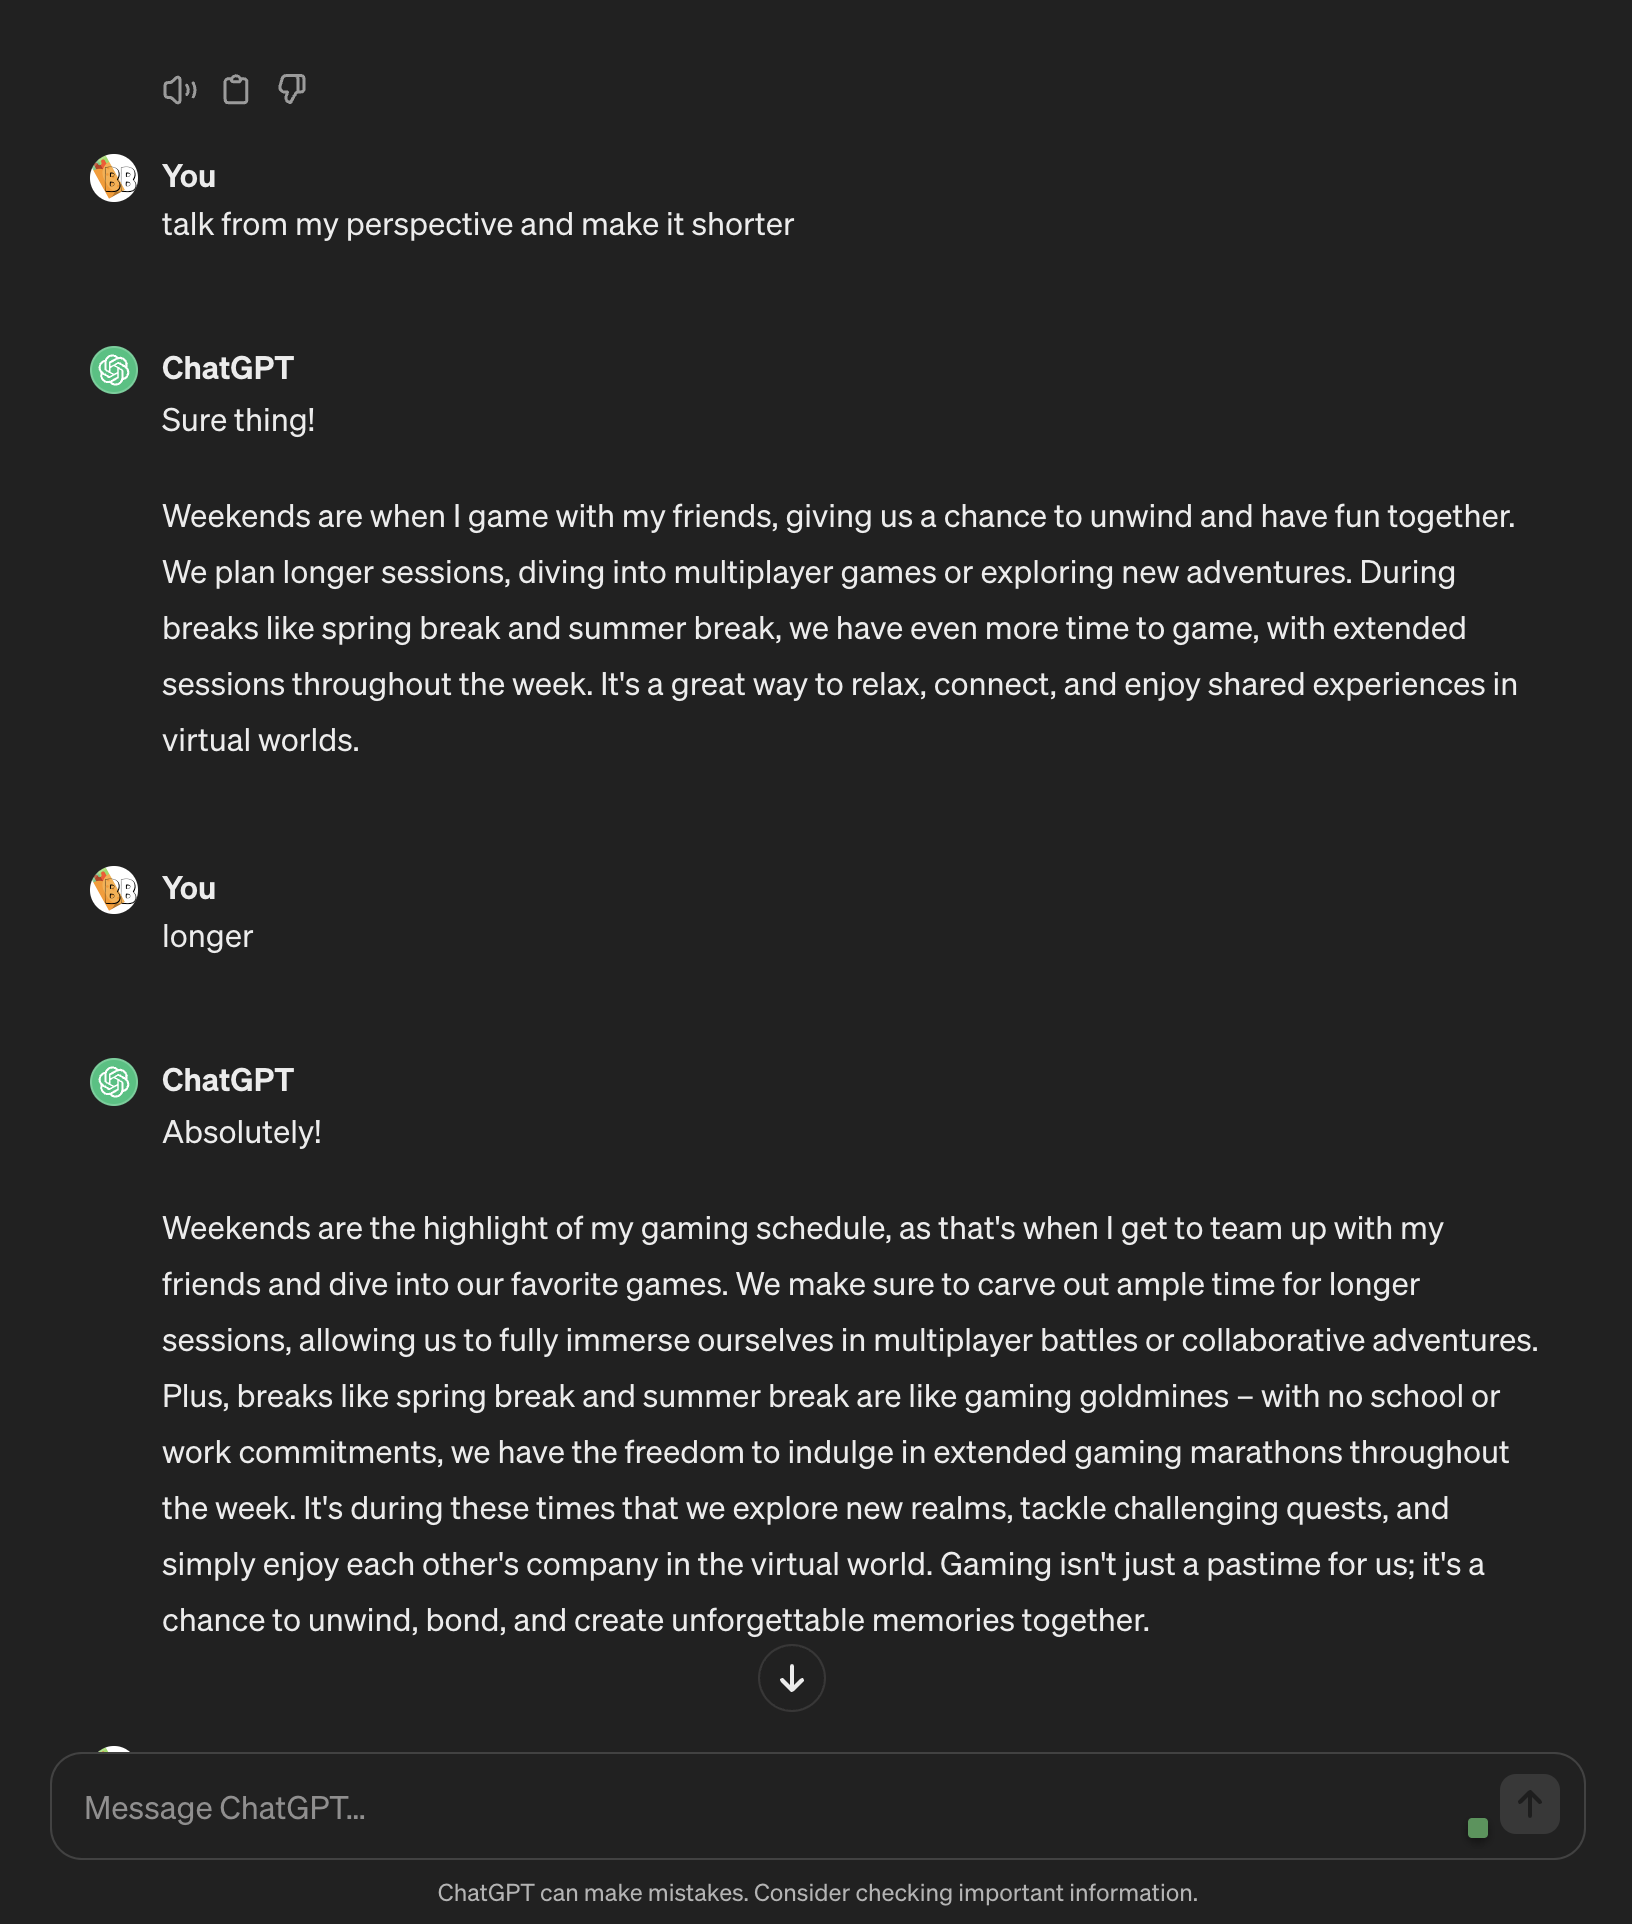 BB
You
talk from my perspective and make it shorter
ChatGPT
Sure thing!
Weekends are when I game with my friends, giving us a chance to unwind and have fun together.
We plan longer sessions, diving into multiplayer games or exploring new adventures. During
breaks like spring break and summer break, we have even more time to game, with extended
sessions throughout the week. It's a great way to relax, connect, and enjoy shared experiences in
virtual worlds.
BB
You
longer
ChatGPT
Absolutely!
Weekends are the highlight of my gaming schedule, as that's when I get to team up with my
friends and dive into our favorite games. We make sure to carve out ample time for longer
sessions, allowing us to fully immerse ourselves in multiplayer battles or collaborative adventures.
Plus, breaks like spring break and summer break are like gaming goldmines – with no school or
work commitments, we have the freedom to indulge in extended gaming marathons throughout
the week. It's during these times that we explore new realms, tackle challenging quests, and
simply enjoy each other's company in the virtual world. Gaming isn't just a pastime for us; it's a
chance to unwind, bond, and create unforgettable memories together.
Message ChatGPT...
ChatGPT can make mistakes. Consider checking important information.